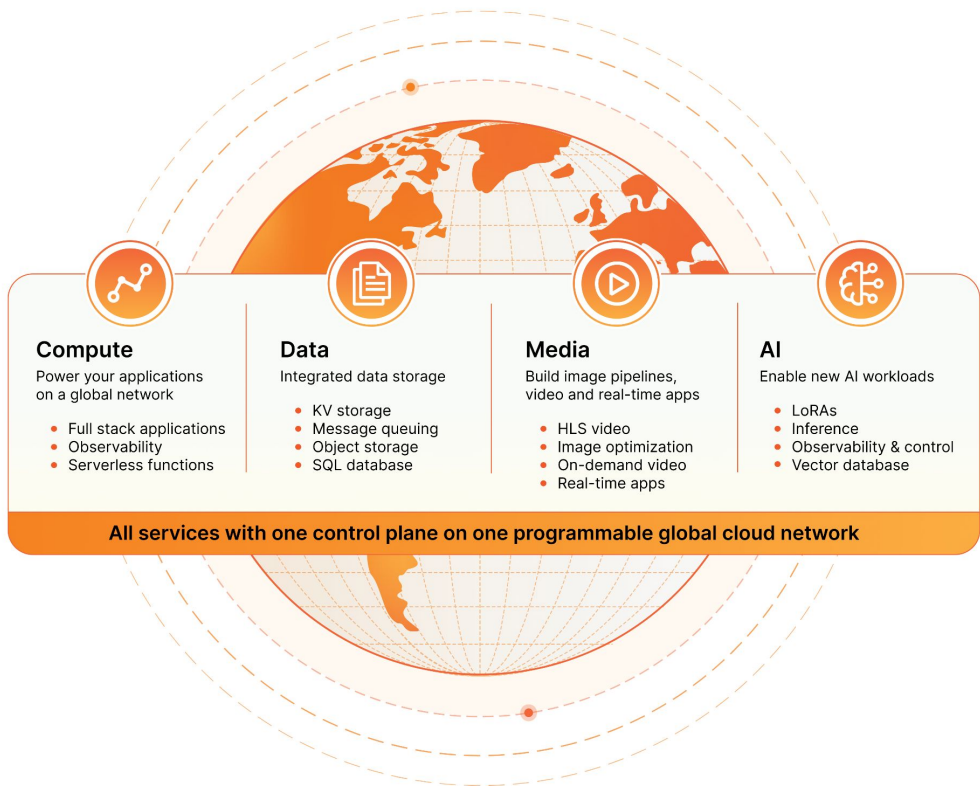 Compute
Power your applications
on a global network
Full stack applications
Observability
Serverless functions
Data
Integrated data storage
KV storage
Message queuing
Object storage
SQL database
Media
Build image pipelines,
video and real-time apps
HLS video
Image optimization
On-demand video
Real-time apps
AI
Enable new AI workloads
LoRAs
Inference
Observability & control
Vector database
All services with one control plane on one programmable global cloud network